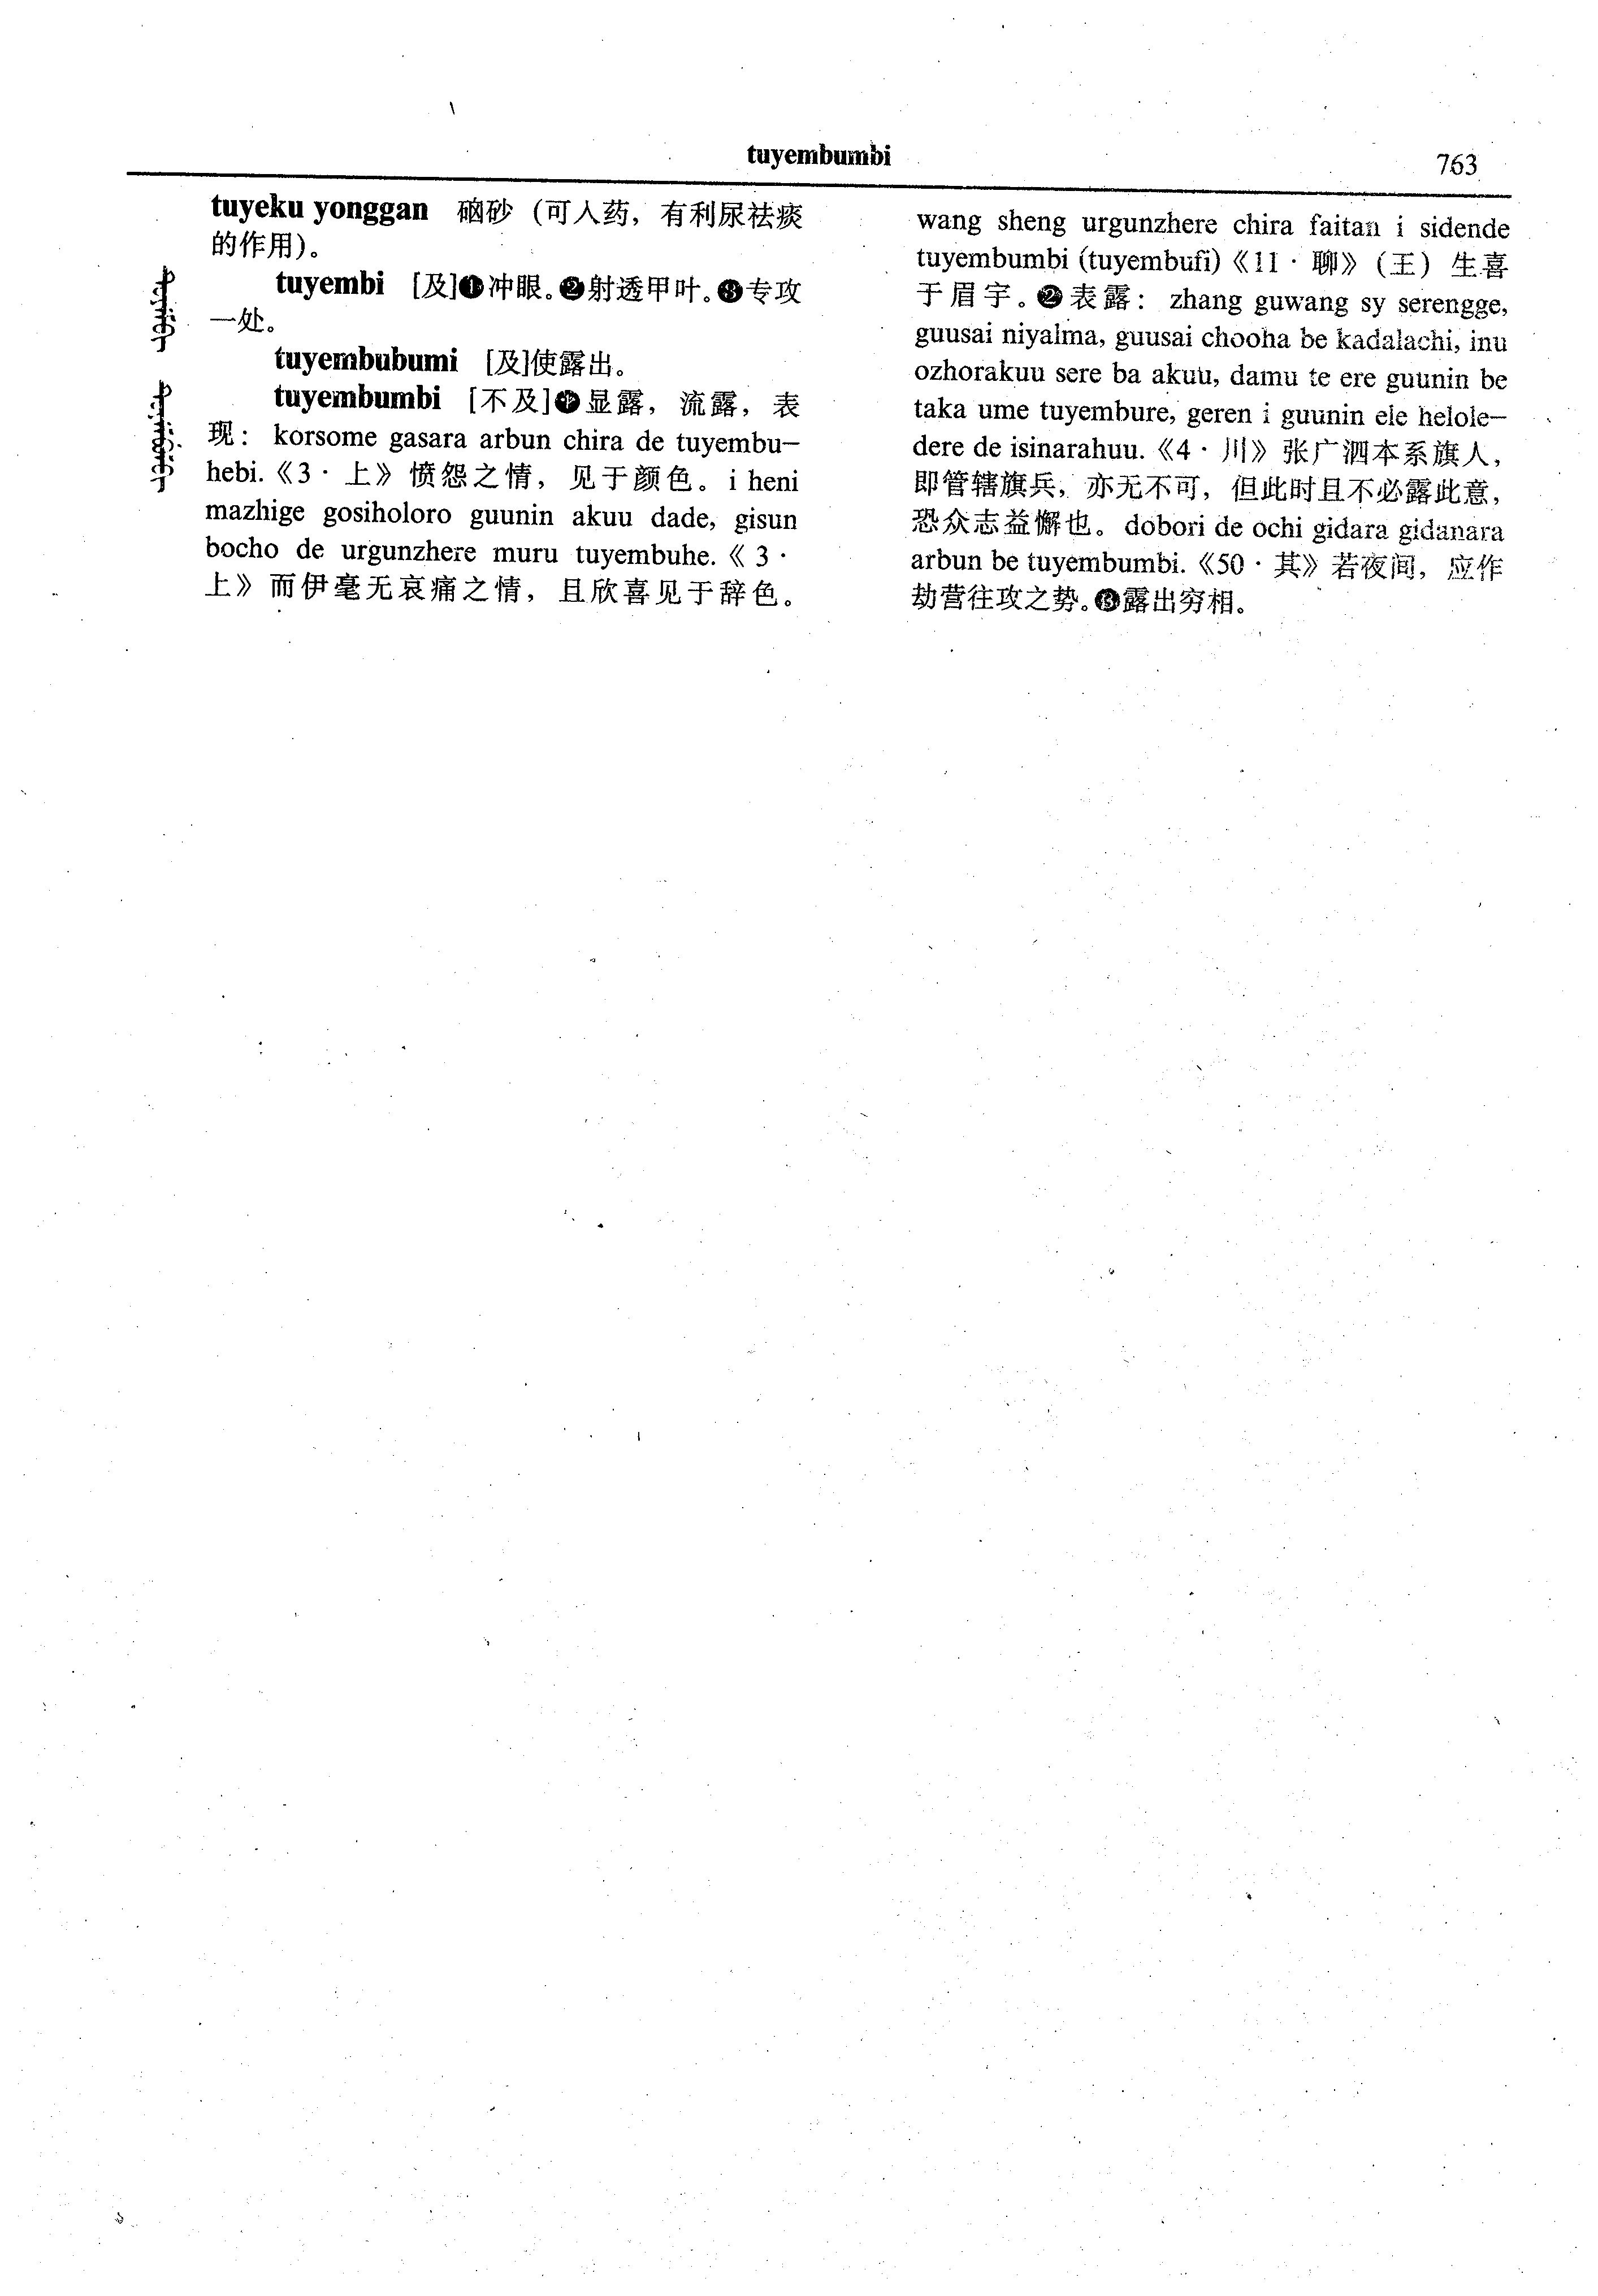 tuyembumbi
763
tuyeku yonggan 硇砂（可人药，有利尿祛痰
的作用）。
tuyembi [及]❶冲眼。❷射透甲叶。❸专攻
一处。
tuyembubumi [及]使露出。
tuyembumbi [不及]❶显露，流露，表
现：korsome gasara arbun chira de tuyembu-
hebi.《3·上》愤怨之情，见于颜色。i heni
mazhige gosiholoro guunin akuu dade, gisun
bocho de urgunzhere muru tuyembuhe.《3·
上》而伊毫无哀痛之情，且欣喜见于辞色。
wang sheng urgunzhere chira faitan i sidende
tuyembumbi (tuyembufi)《11·聊》（王）生喜
于眉宇。❷表露：zhang guwang sy serengge,
guusai niyalma, guusai chooha be kadalachi, inu
ozhorakuu sere ba akuu, damu te ere guunin be
taka ume tuyembure, geren i guunin ele helole-
dere de isinarahuu.《4·川》张广泗本系旗人，
即管辖旗兵，亦无不可，但此时且不必露此意，
恐众志益懈也。dobori de ochi gidara gidanara
arbun be tuyembumbi.《50·其》若夜间，应作
劫营往攻之势。❸露出穷相。